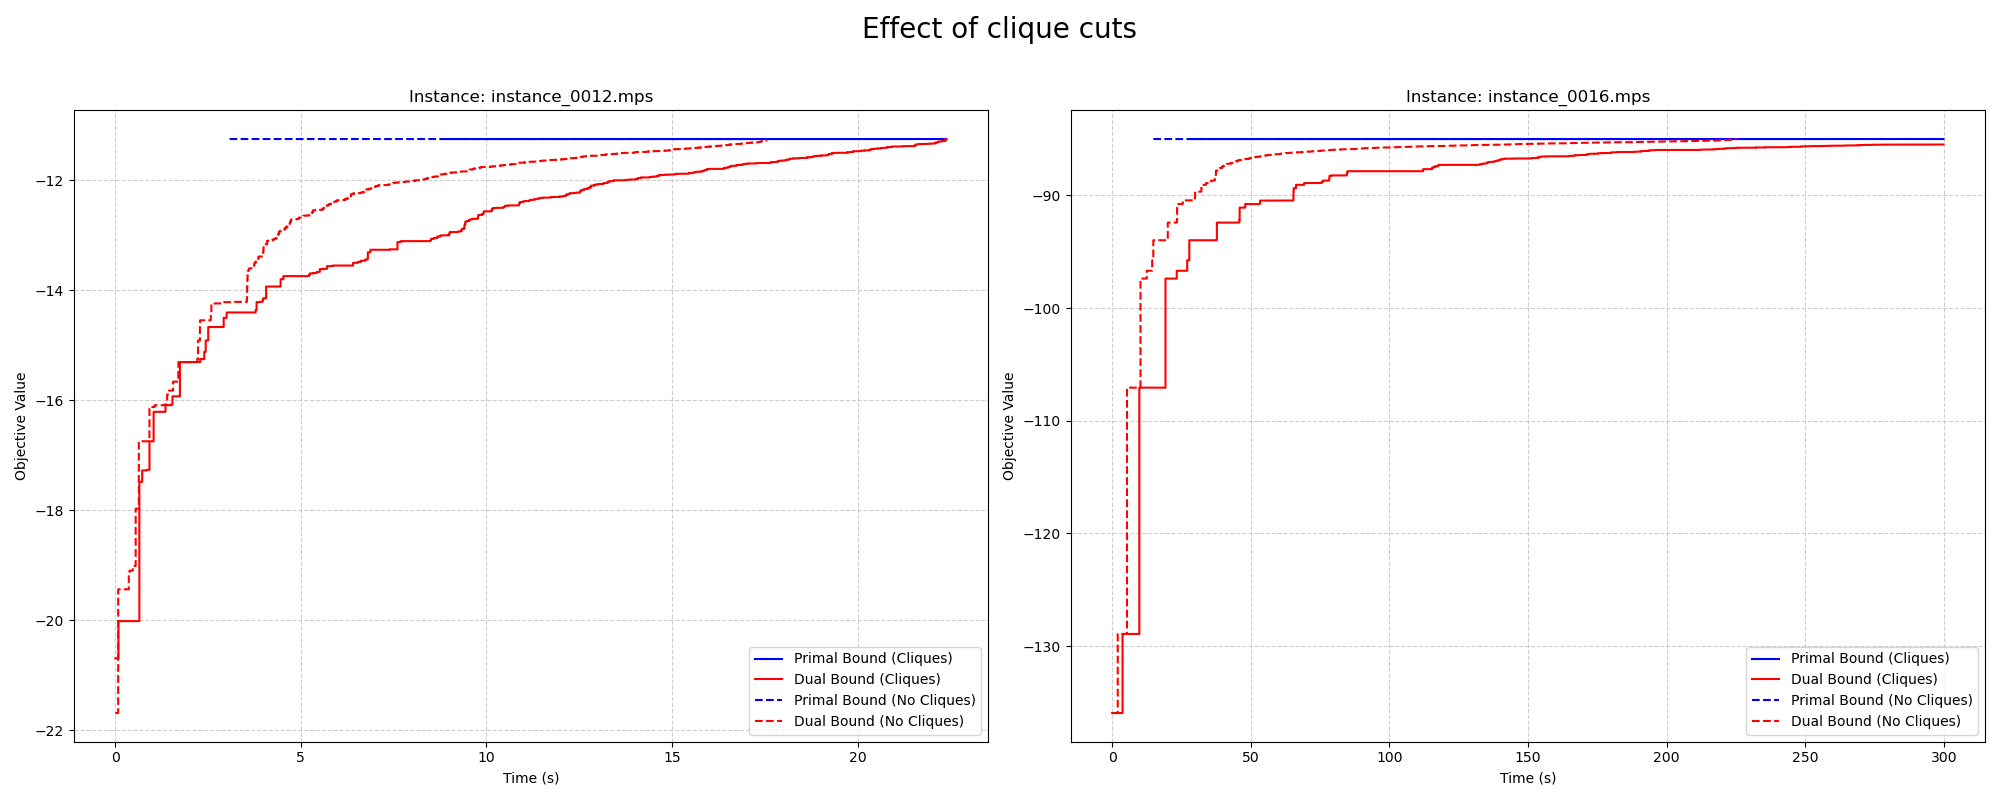 Effect of clique cuts
Instance: instance_0012.mps
Objective Value
−12
−14
−16
−18
−20
−22
0
5
10
15
20
Time (s)
Primal Bound (Cliques)
Dual Bound (Cliques)
Primal Bound (No Cliques)
Dual Bound (No Cliques)
Instance: instance_0016.mps
Objective Value
−90
−100
−110
−120
−130
0
50
100
150
200
250
300
Time (s)
Primal Bound (Cliques)
Dual Bound (Cliques)
Primal Bound (No Cliques)
Dual Bound (No Cliques)